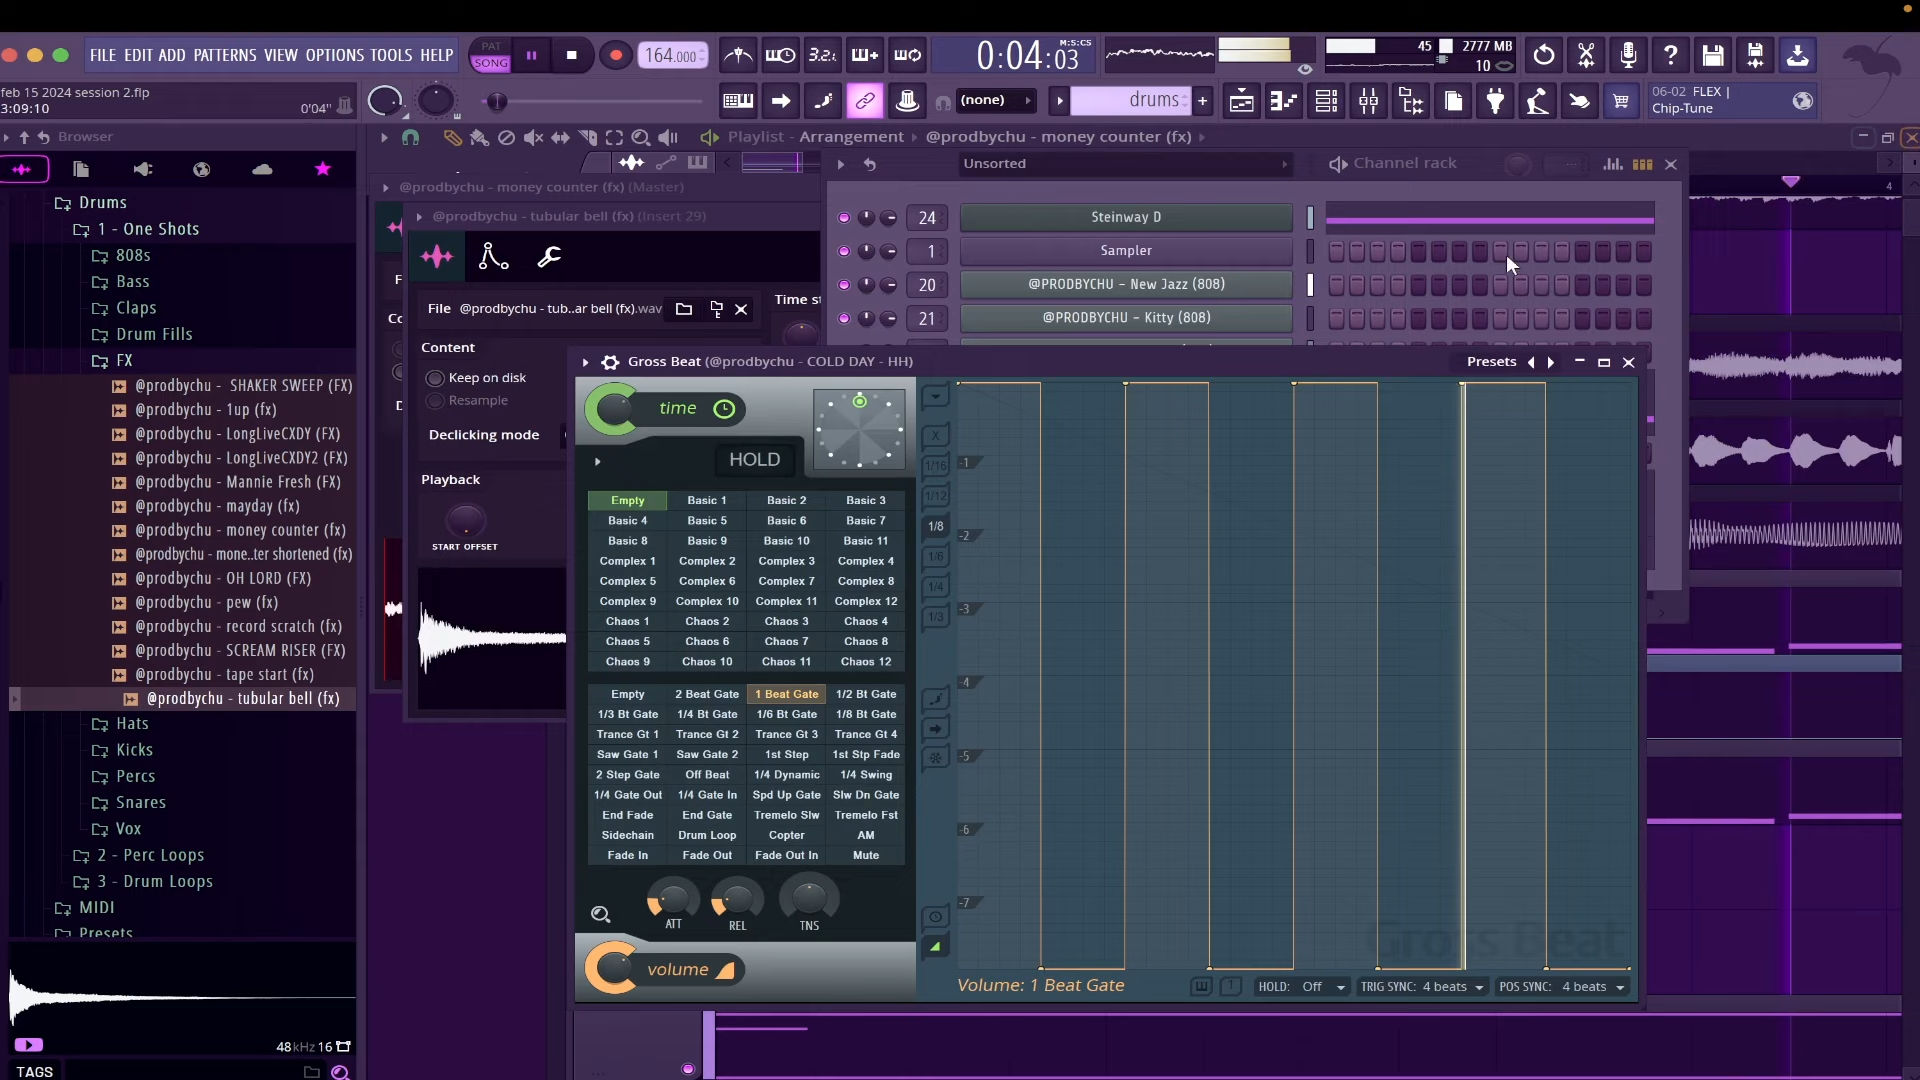 FILE EDIT ADD PATTERNS VIEW OPTIONS TOOLS HELP
PAT
SONG
164.000
3.2.
M:S:CS
0:04:03
45
2777 MB
10
feb 15 2024 session 2.flp
3:09:10
0'04"
(none)
drums
06-02 FLEX |
Chip-Tune
Browser
Playlist - Arrangement
@prodbychu - money counter (fx)
Drums
1 - One Shots
808s
Bass
Claps
Drum Fills
FX
@prodbychu - SHAKER SWEEP (FX)
@prodbychu - 1up (fx)
@prodbychu - LongLiveCXDY (FX)
@prodbychu - LongLiveCXDY2 (FX)
@prodbychu - Mannie Fresh (FX)
@prodbychu - mayday (fx)
@prodbychu - money counter (fx)
@prodbychu - mone..ter shortened (fx)
@prodbychu - OH LORD (FX)
@prodbychu - pew (fx)
@prodbychu - record scratch (fx)
@prodbychu - SCREAM RISER (FX)
@prodbychu - tape start (fx)
@prodbychu - tubular bell (fx)
Hats
Kicks
Percs
Snares
Vox
2 - Perc Loops
3 - Drum Loops
MIDI
Presets
48kHz 16
TAGS
@prodbychu - money counter (fx) (Master)
@prodbychu - tubular bell (fx) (Insert 29)
File @prodbychu - tub..ar bell (fx).wav
Time st
Content
Keep on disk
Resample
Declicking mode
Playback
START OFFSET
Unsorted
Channel rack
4
24 Steinway D
1 Sampler
20 @PRODBYCHU - New Jazz (808)
21 @PRODBYCHU - Kitty (808)
Gross Beat (@prodbychu - COLD DAY - HH)
Presets
time
HOLD
Empty Basic 1 Basic 2 Basic 3
Basic 4 Basic 5 Basic 6 Basic 7
Basic 8 Basic 9 Basic 10 Basic 11
Complex 1 Complex 2 Complex 3 Complex 4
Complex 5 Complex 6 Complex 7 Complex 8
Complex 9 Complex 10 Complex 11 Complex 12
Chaos 1 Chaos 2 Chaos 3 Chaos 4
Chaos 5 Chaos 6 Chaos 7 Chaos 8
Chaos 9 Chaos 10 Chaos 11 Chaos 12
Empty 2 Beat Gate 1 Beat Gate 1/2 Bt Gate
1/3 Bt Gate 1/4 Bt Gate 1/6 Bt Gate 1/8 Bt Gate
Trance Gt 1 Trance Gt 2 Trance Gt 3 Trance Gt 4
Saw Gate 1 Saw Gate 2 1st Step 1st Stp Fade
2 Step Gate Off Beat 1/4 Dynamic 1/4 Swing
1/4 Gate Out 1/4 Gate In Spd Up Gate Slw Dn Gate
End Fade End Gate Tremelo Slw Tremelo Fst
Sidechain Drum Loop Copter AM
Fade In Fade Out Fade Out In Mute
ATT REL TNS
volume
X
1/16
1/12
1/8
1/6
1/4
1/3
-1
-2
-3
-4
-5
-6
-7
Gross Beat
Volume: 1 Beat Gate
HOLD: Off
TRIG SYNC: 4 beats
POS SYNC: 4 beats